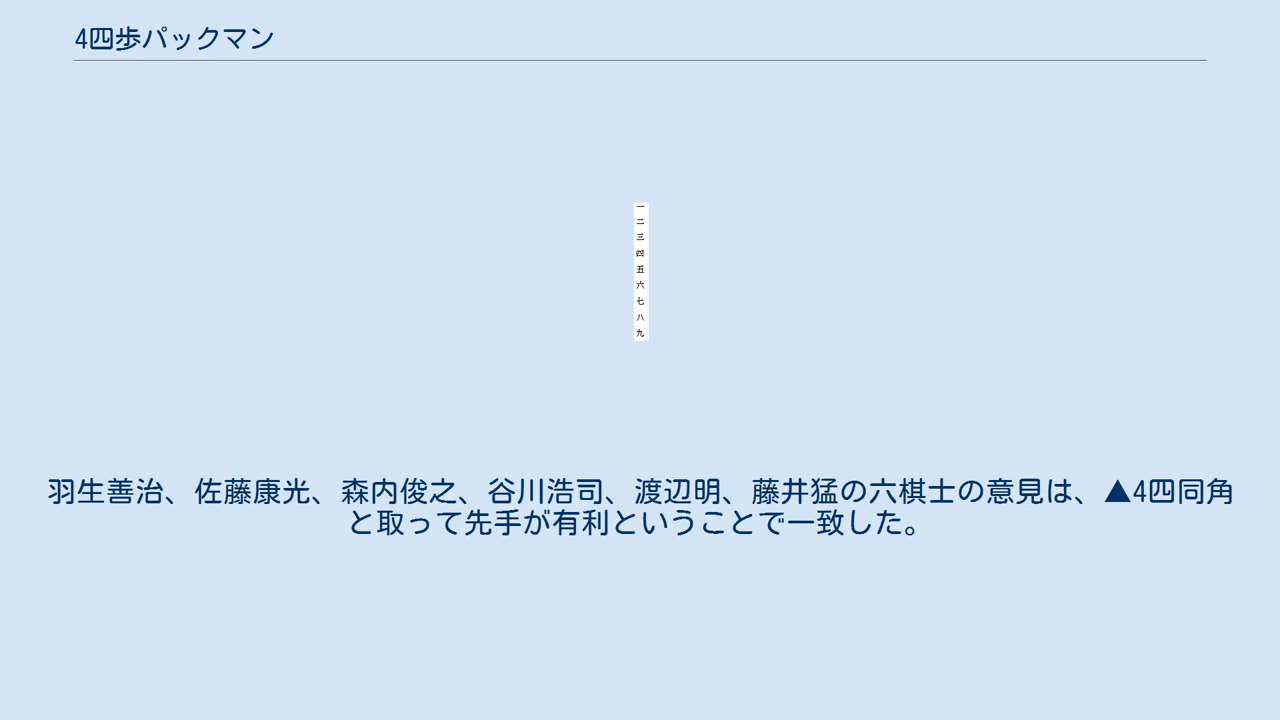 4四歩パックマン
一
二
三
四
五
六
七
八
九
羽生善治、佐藤康光、森内俊之、谷川浩司、渡辺明、藤井猛の六棋士の意見は、▲4四同角
と取って先手が有利ということで一致した。